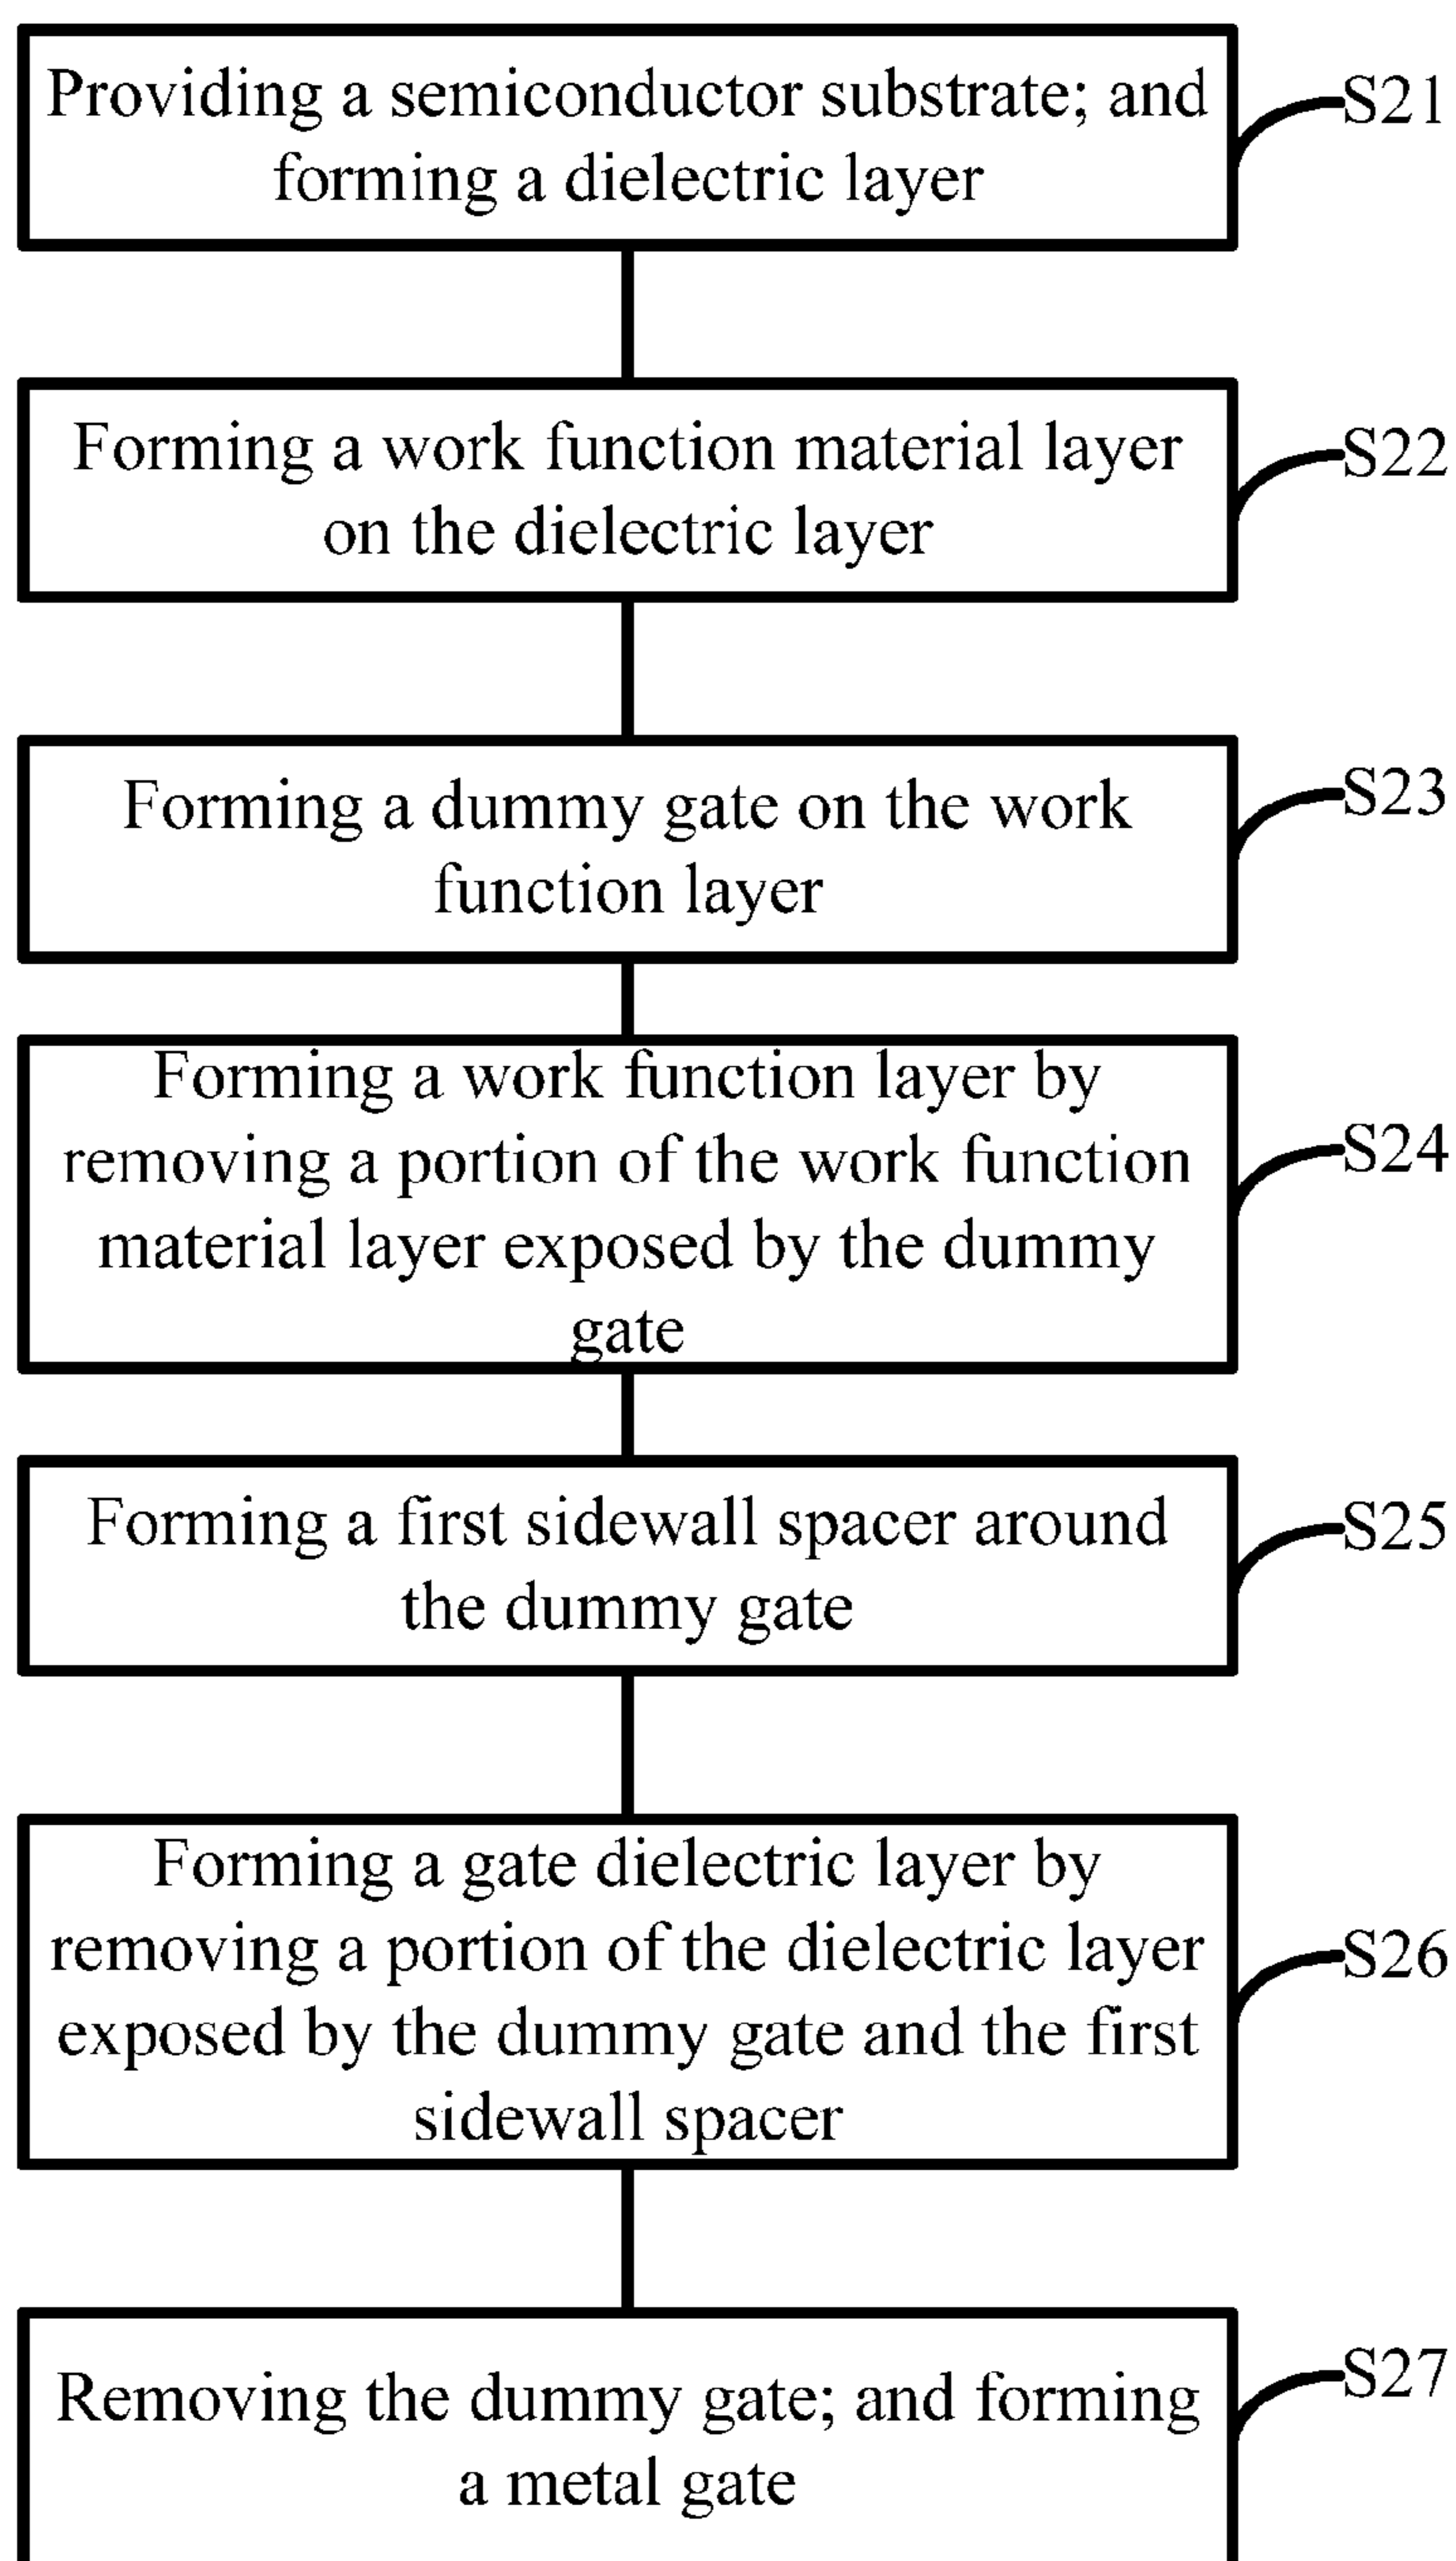 Providing a semiconductor substrate; and
forming a dielectric layer
S21
Forming a work function material layer
on the dielectric layer
S22
Forming a dummy gate on the work
function layer
S23
Forming a work function layer by
removing a portion of the work function
material layer exposed by the dummy
gate
S24
Forming a first sidewall spacer around
the dummy gate
S25
Forming a gate dielectric layer by
removing a portion of the dielectric layer
exposed by the dummy gate and the first
sidewall spacer
S26
Removing the dummy gate; and forming
a metal gate
S27